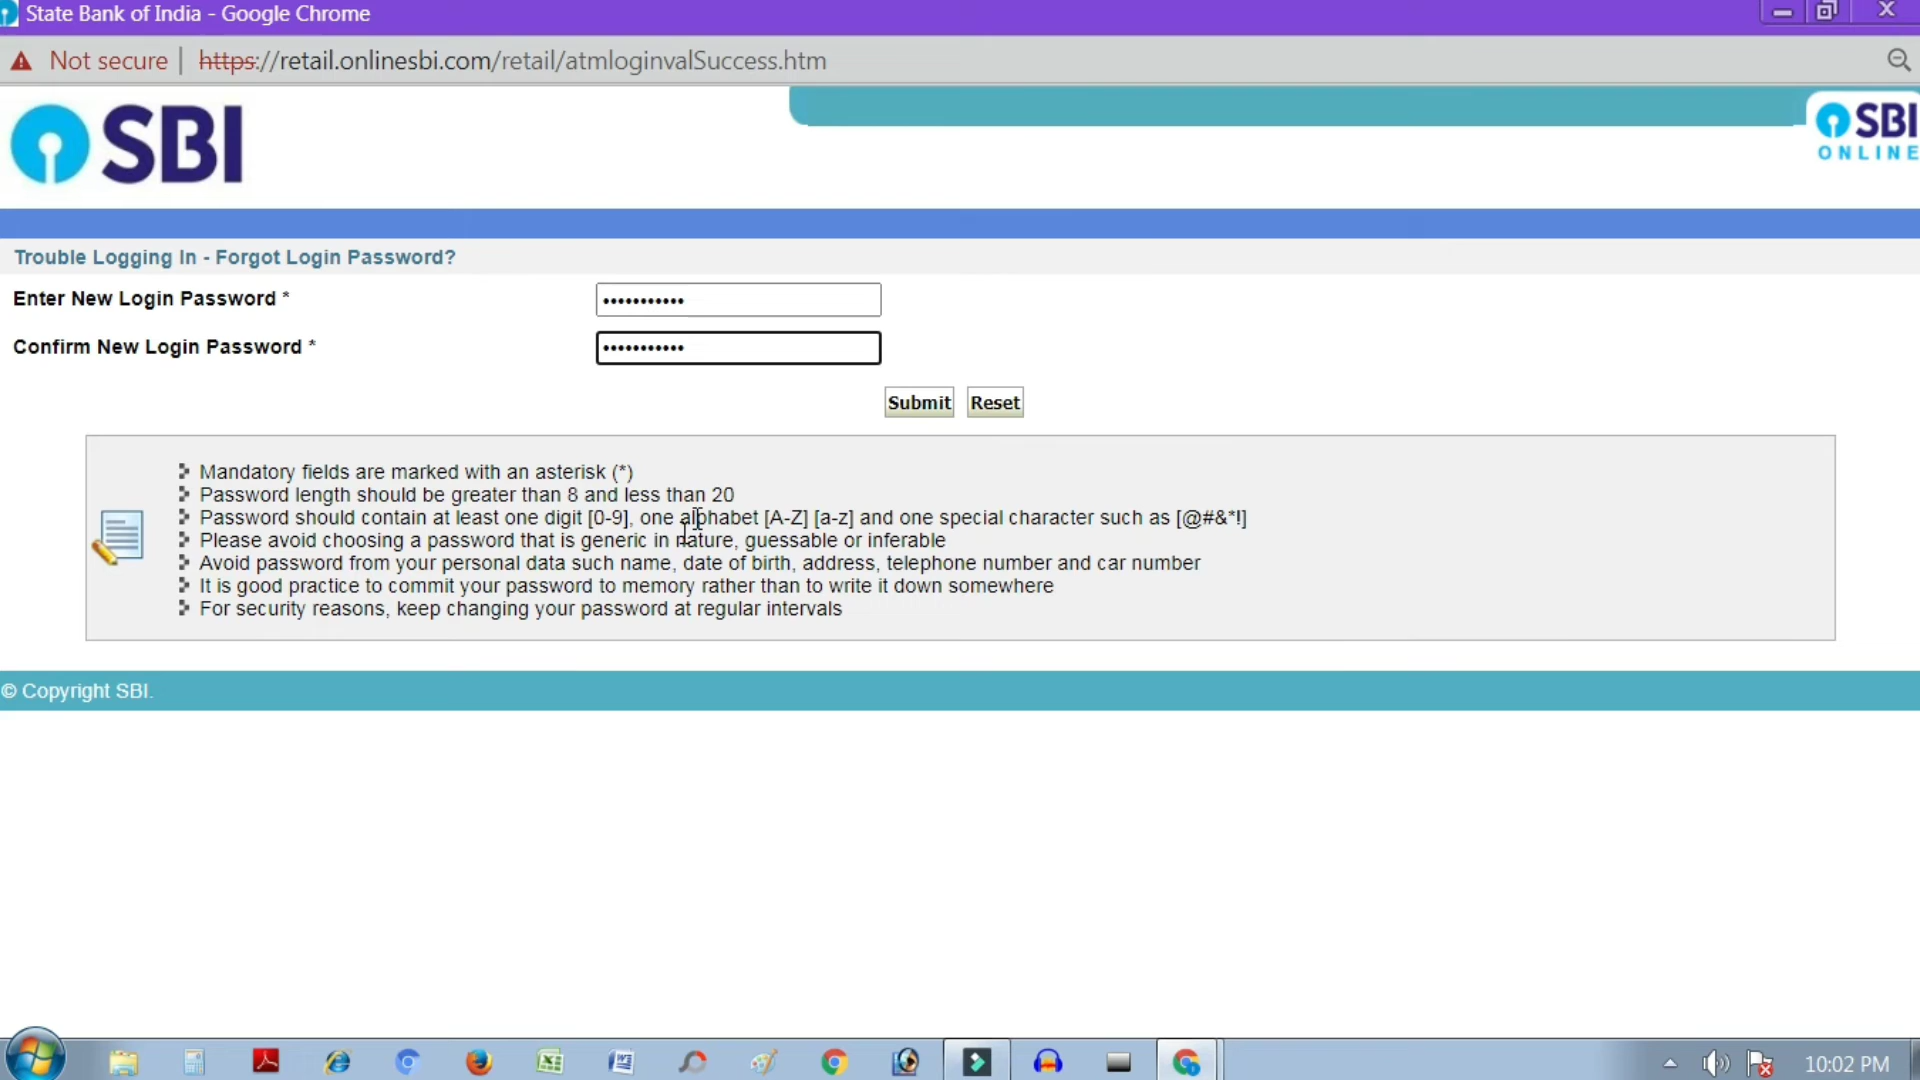 State Bank of India - Google Chrome
Not secure | https://retail.onlinesbi.com/retail/atmloginvalSuccess.htm
SBI
SBI
ONLINE
Trouble Logging In - Forgot Login Password?
Enter New Login Password *
•••••••••••
Confirm New Login Password *
•••••••••••
Submit Reset
Mandatory fields are marked with an asterisk (*)
Password length should be greater than 8 and less than 20
Password should contain at least one digit [0-9], one alphabet [A-Z] [a-z] and one special character such as [@#&*!]
Please avoid choosing a password that is generic in nature, guessable or inferable
Avoid password from your personal data such name, date of birth, address, telephone number and car number
It is good practice to commit your password to memory rather than to write it down somewhere
For security reasons, keep changing your password at regular intervals
© Copyright SBI.
10:02 PM